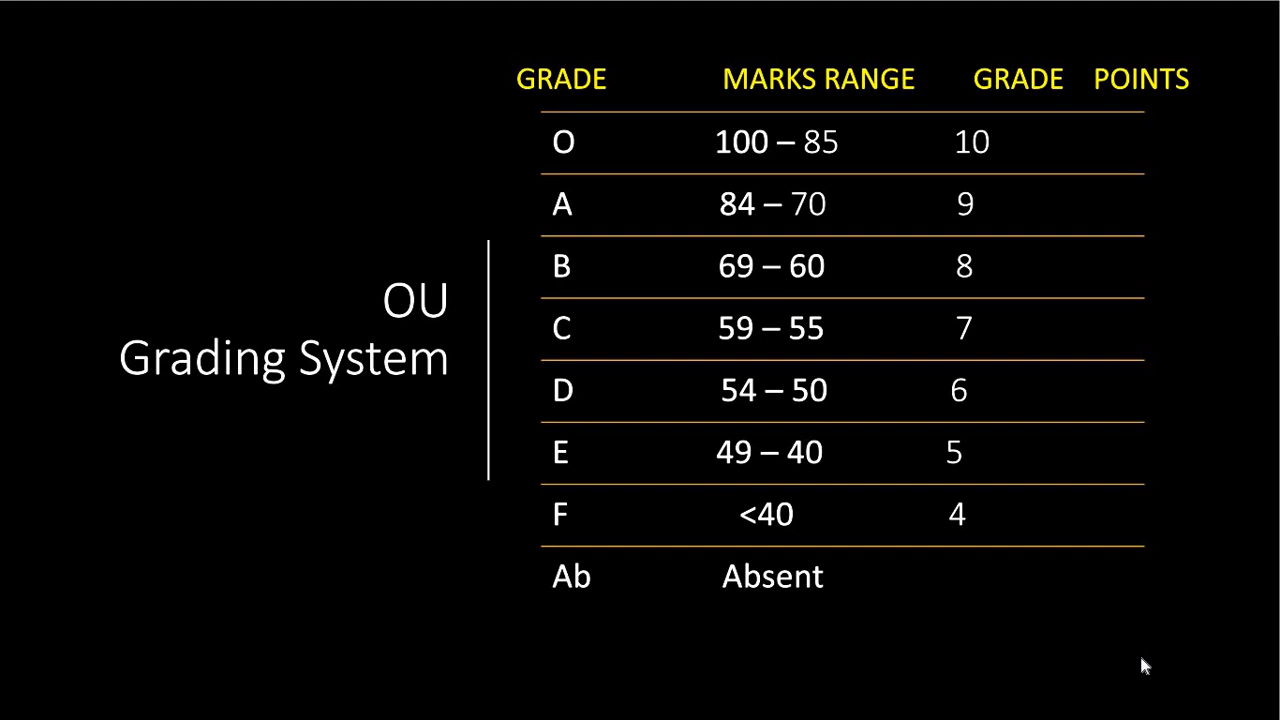 OU
Grading System
GRADE MARKS RANGE GRADE POINTS
O 100 – 85 10
A 84 – 70 9
B 69 – 60 8
C 59 – 55 7
D 54 – 50 6
E 49 – 40 5
F <40 4
Ab Absent